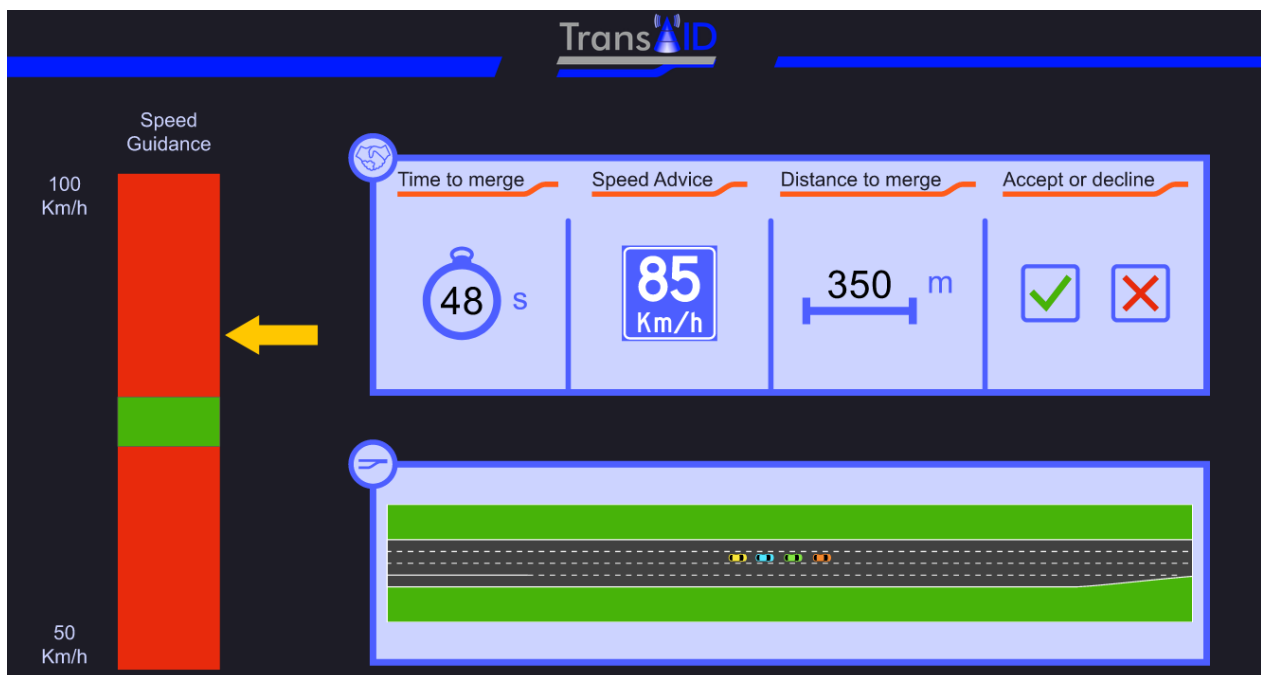 TransAID
Speed
Guidance
100
Km/h
50
Km/h
Time to merge
Speed Advice
Distance to merge
Accept or decline
48 s
85
Km/h
350 m